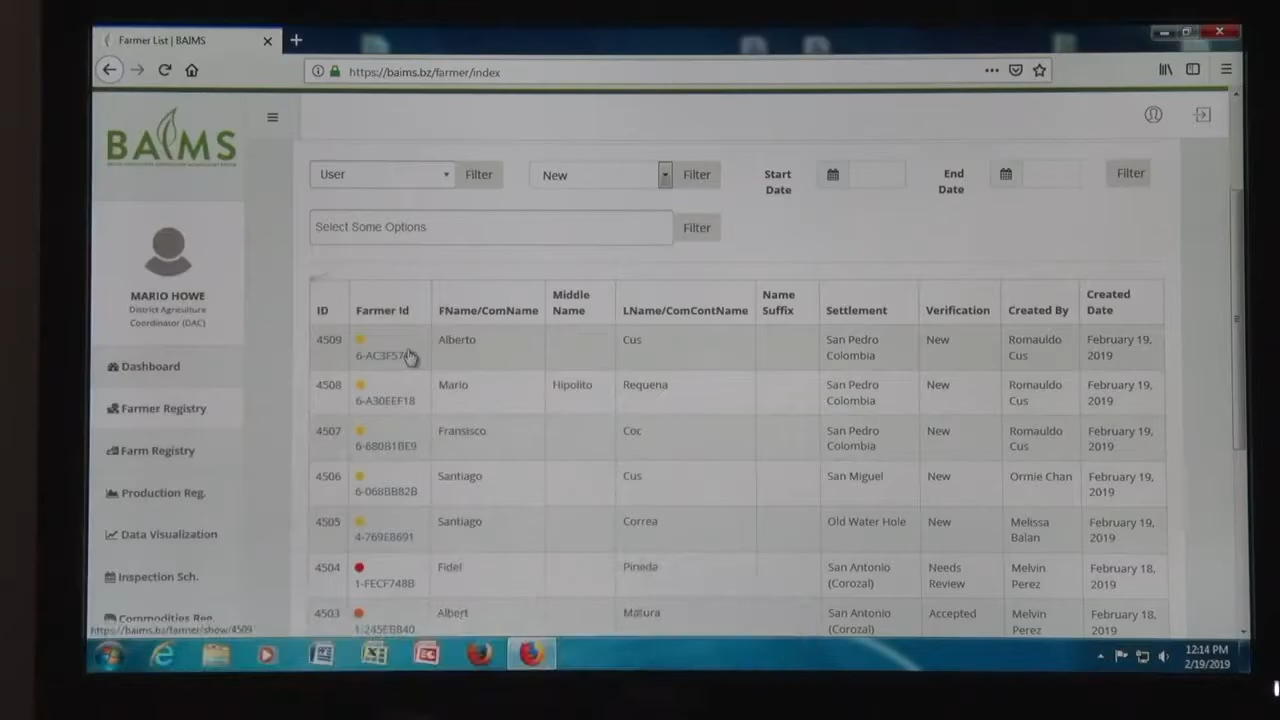 Farmer List | BAIMS
https://baims.bz/farmer/index
BAIMS
User
Filter
New
Filter
Start Date
End Date
Filter
Select Some Options
Filter
MARIO HOWE
District Agriculture
Coordinator (DAC)
Dashboard
Farmer Registry
Farm Registry
Production Reg.
Data Visualization
Inspection Sch.
Commodities Reg.
ID Farmer Id FName/ComName Middle Name LName/ComContName Name Suffix Settlement Verification Created By Created Date
4509 Alberto Cus San Pedro Colombia New Romauldo Cus February 19, 2019
4508 6-A30EEF18 Mario Hipolito Requena San Pedro Colombia New Romauldo Cus February 19, 2019
4507 6-680B1BE9 Fransisco Coc San Pedro Colombia New Romauldo Cus February 19, 2019
4506 6-068BB82B Santiago Cus San Miguel New Ormie Chan February 19, 2019
4505 4-769E8691 Santiago Correa Old Water Hole New Melissa Balan February 19, 2019
4504 1-FECF748B Fidel Pineda San Antonio (Corozal) Needs Review Melvin Perez February 18, 2019
4503 1-245EB840 Albert Matura San Antonio (Corozal) Accepted Melvin Perez February 18, 2019
https://baims.bz/farmer/show/4509
12:14 PM
2/19/2019